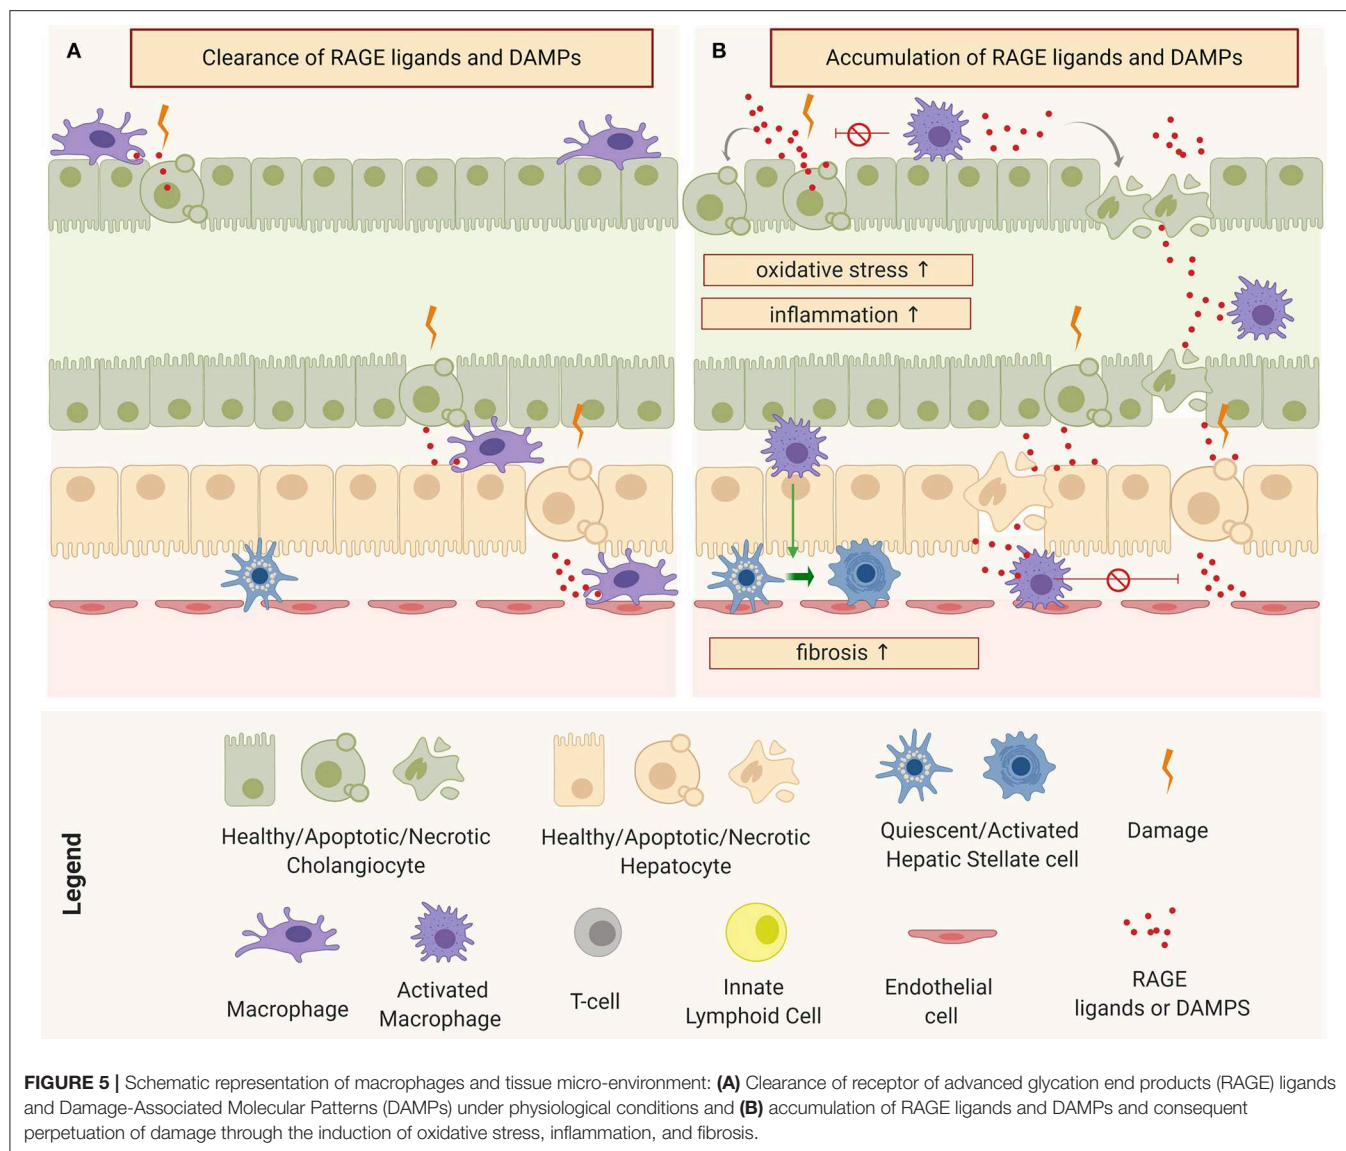 A
Clearance of RAGE ligands and DAMPs
B
Accumulation of RAGE ligands and DAMPs
oxidative stress ↑
inflammation ↑
fibrosis ↑
Legend
Healthy/Apoptotic/Necrotic
Cholangiocyte
Healthy/Apoptotic/Necrotic
Hepatocyte
Quiescent/Activated
Hepatic Stellate cell
Damage
Macrophage
Activated
Macrophage
T-cell
Innate
Lymphoid Cell
Endothelial
cell
RAGE
ligands or DAMPS
FIGURE 5 | Schematic representation of macrophages and tissue micro-environment: (A) Clearance of receptor of advanced glycation end products (RAGE) ligands
and Damage-Associated Molecular Patterns (DAMPs) under physiological conditions and (B) accumulation of RAGE ligands and DAMPs and consequent
perpetuation of damage through the induction of oxidative stress, inflammation, and fibrosis.